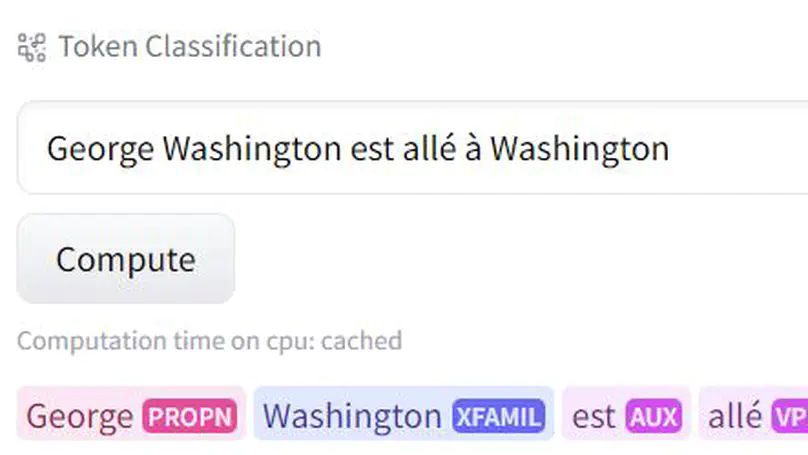 Token Classification
George Washington est allé à Washington
Compute
Computation time on cpu: cached
George PROPN Washington XFAMIL est AUX allé VP